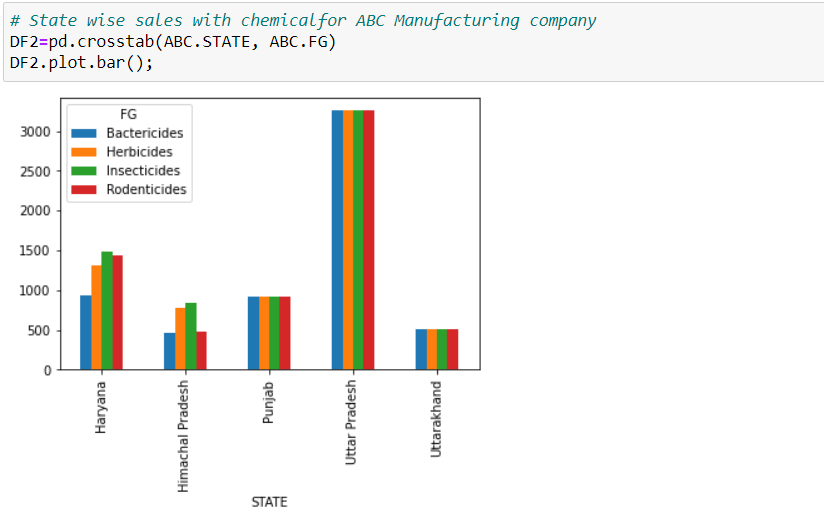 # State wise sales with chemicalfor ABC Manufacturing company
DF2=pd.crosstab(ABC.STATE, ABC.FG)
DF2.plot.bar();
FG
Bactericides
Herbicides
Insecticides
Rodenticides
3000
2500
2000
1500
1000
500
0
Haryana
Himachal Pradesh
Punjab
Uttar Pradesh
Uttarakhand
STATE